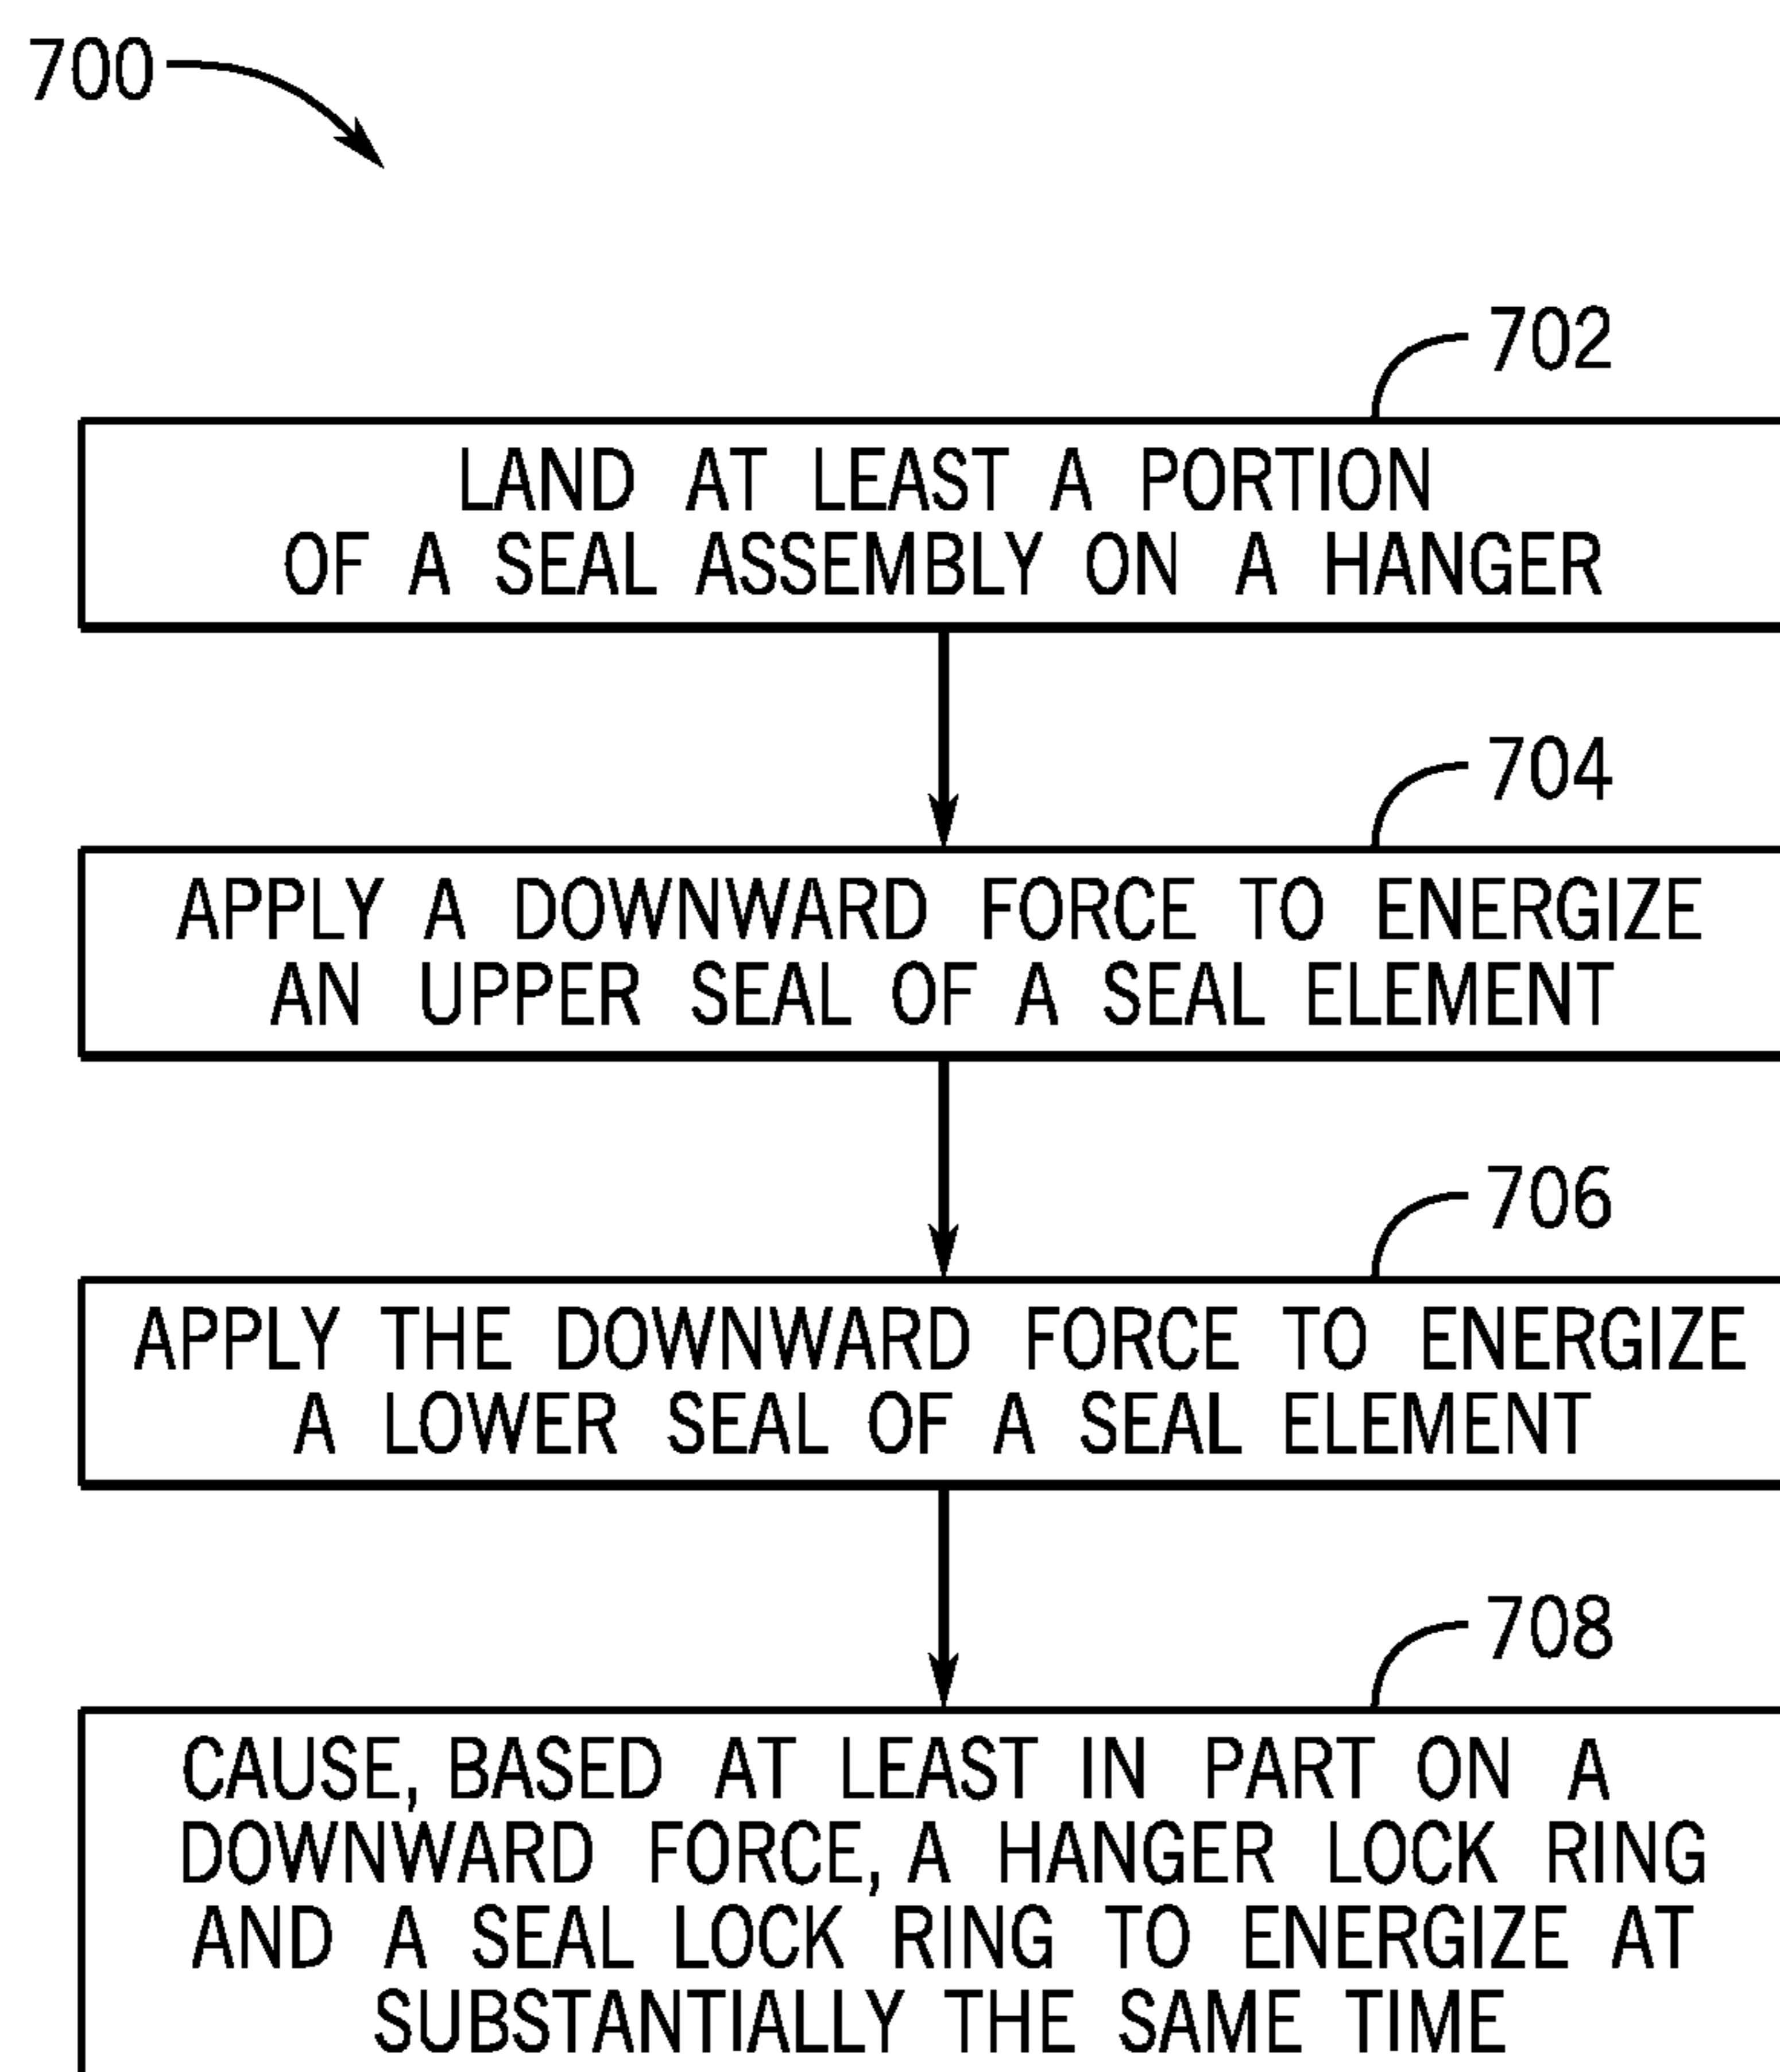 700
702
LAND AT LEAST A PORTION
OF A SEAL ASSEMBLY ON A HANGER
704
APPLY A DOWNWARD FORCE TO ENERGIZE
AN UPPER SEAL OF A SEAL ELEMENT
706
APPLY THE DOWNWARD FORCE TO ENERGIZE
A LOWER SEAL OF A SEAL ELEMENT
708
CAUSE, BASED AT LEAST IN PART ON A
DOWNWARD FORCE, A HANGER LOCK RING
AND A SEAL LOCK RING TO ENERGIZE AT
SUBSTANTIALLY THE SAME TIME